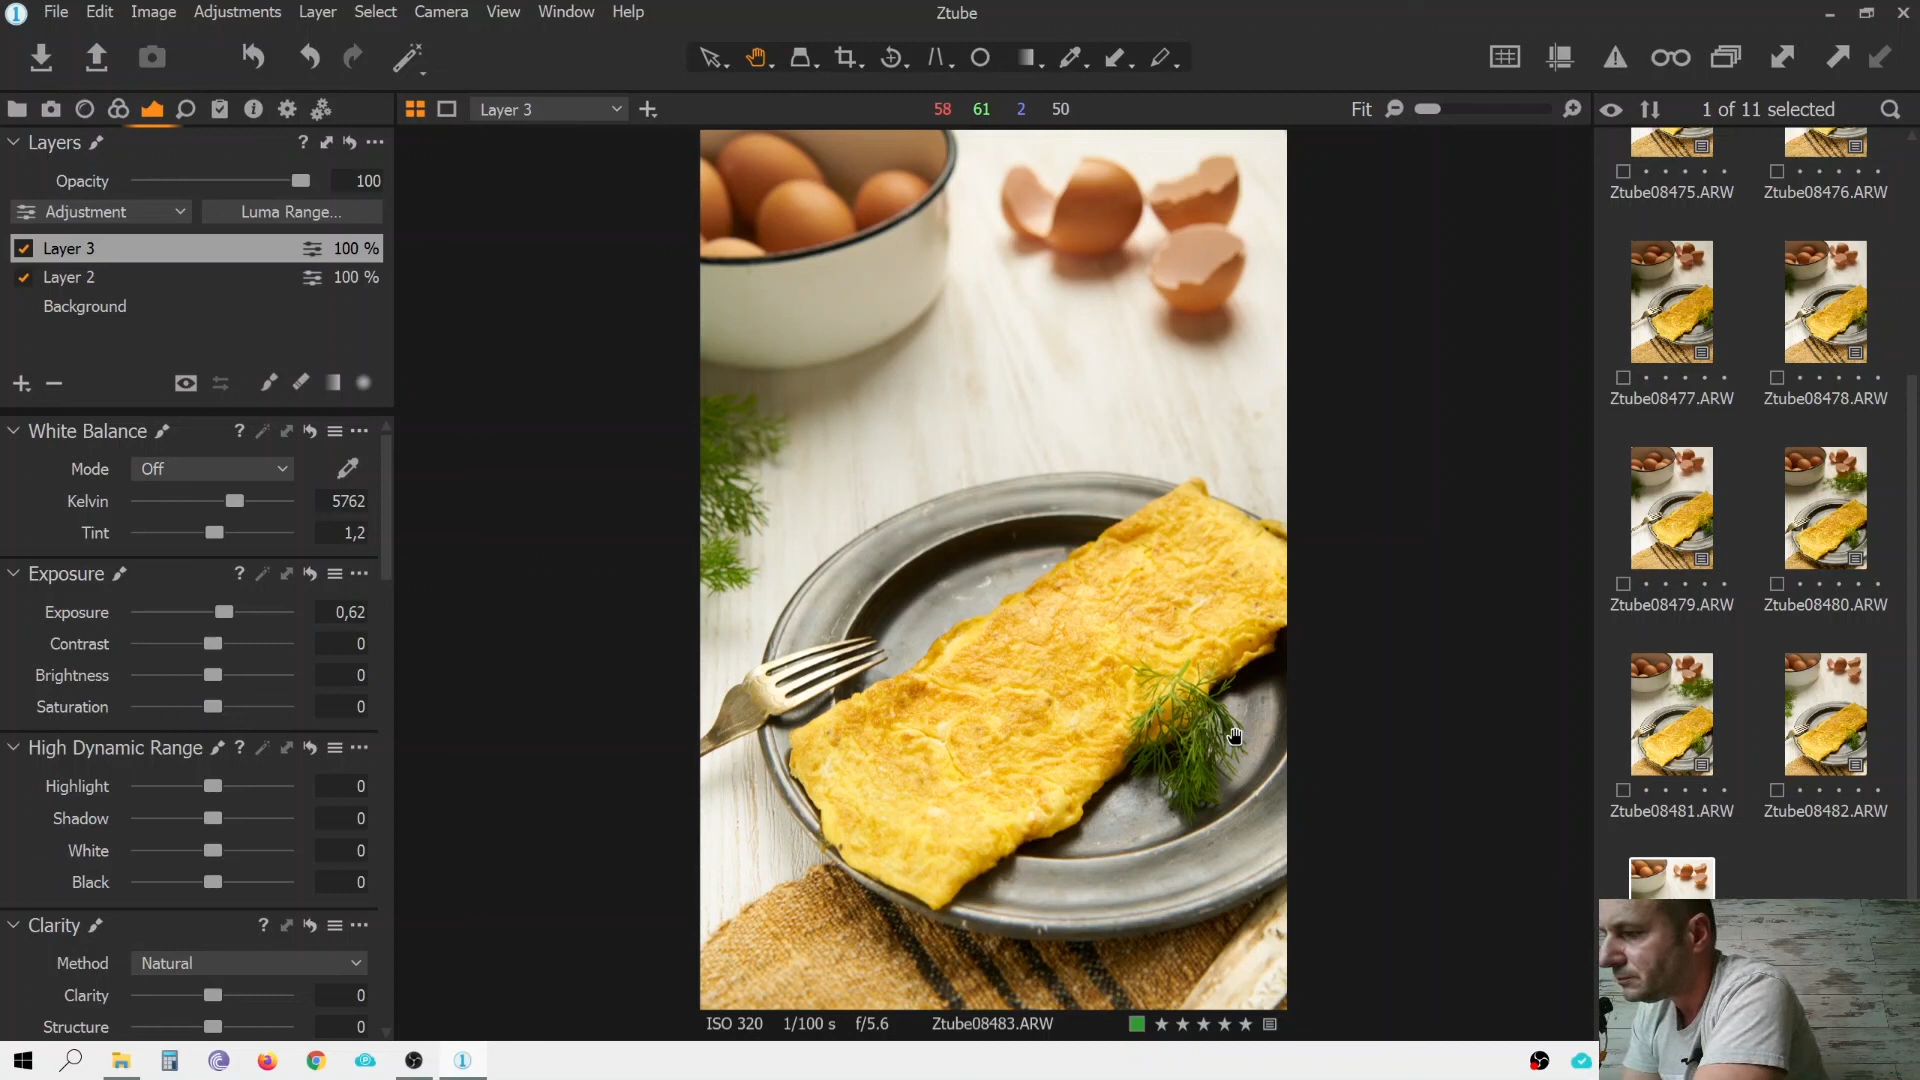 File Edit Image Adjustments Layer Select Camera View Window Help
Ztube
Layer 3
58 61 2 50
Fit
1 of 11 selected
Layers
Opacity 100
Adjustment
Luma Range...
Layer 3 100 %
Layer 2 100 %
Background
White Balance
Mode Off
Kelvin 5762
Tint 1,2
Exposure
Exposure 0,62
Contrast 0
Brightness 0
Saturation 0
High Dynamic Range
Highlight 0
Shadow 0
White 0
Black 0
Clarity
Method Natural
Clarity 0
Structure 0
ISO 320 1/100 s f/5.6 Ztube08483.ARW
Ztube08475.ARW Ztube08476.ARW
Ztube08477.ARW Ztube08478.ARW
Ztube08479.ARW Ztube08480.ARW
Ztube08481.ARW Ztube08482.ARW